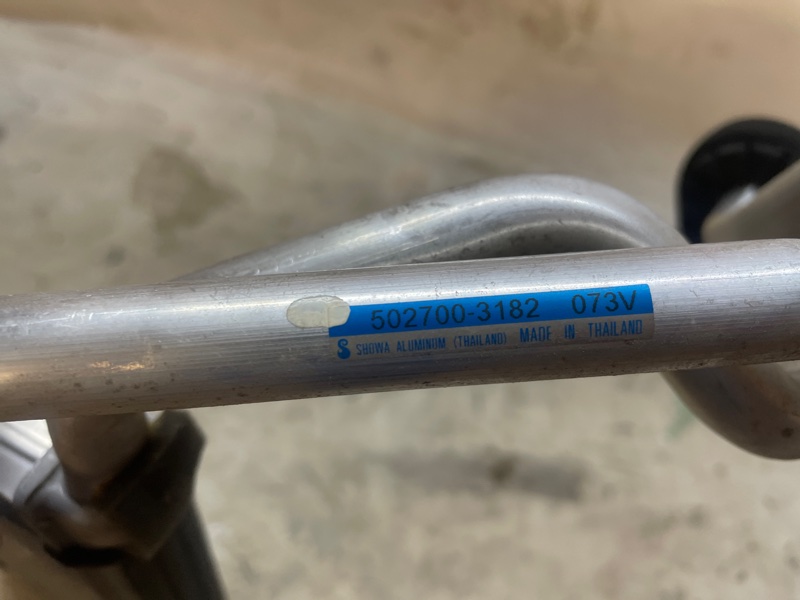 502700-3182 073V
SHOWA ALUMINUM (THAILAND) MADE IN THAILAND